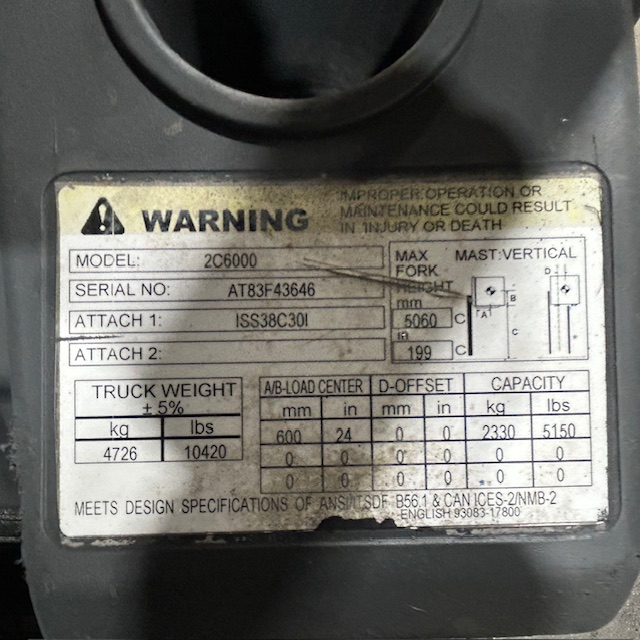 WARNING
IMPROPER OPERATION OR
MAINTENANCE COULD RESULT
IN INJURY OR DEATH
MODEL: 2C6000
SERIAL NO: AT83F43646
ATTACH 1: ISS38C30I
ATTACH 2:
MAX FORK HEIGHT
MAST:VERTICAL
mm
5060 C
in
199 C
D
A
B
C
TRUCK WEIGHT
± 5%
kg lbs
4726 10420
A/B-LOAD CENTER D-OFFSET CAPACITY
mm in mm in kg lbs
600 24 0 0 2330 5150
0 0 0 0 0 0
0 0 0 0 0 0
MEETS DESIGN SPECIFICATIONS OF ANSI/ITSDF B56.1 & CAN ICES-2/NMB-2
ENGLISH 93083-17800